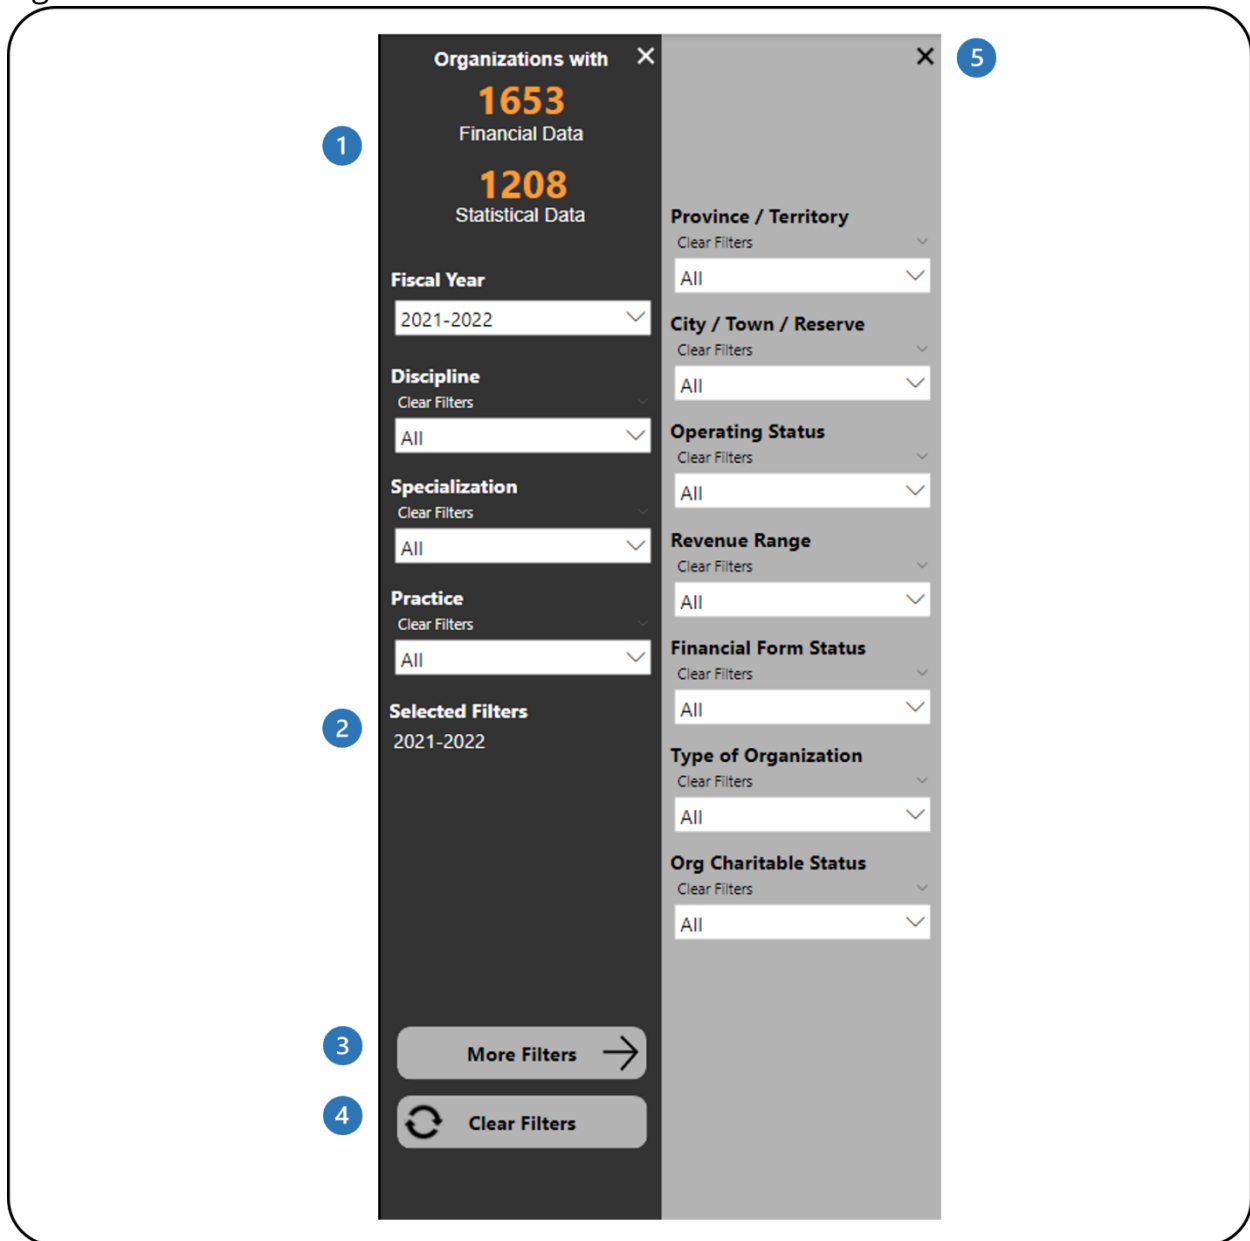 Organizations with
1653
Financial Data
1
1208
Statistical Data
Fiscal Year
2021-2022
Discipline
Clear Filters
All
Specialization
Clear Filters
All
Practice
Clear Filters
All
2
Selected Filters
2021-2022
3
More Filters
4
Clear Filters
5
Province / Territory
Clear Filters
All
City / Town / Reserve
Clear Filters
All
Operating Status
Clear Filters
All
Revenue Range
Clear Filters
All
Financial Form Status
Clear Filters
All
Type of Organization
Clear Filters
All
Org Charitable Status
Clear Filters
All